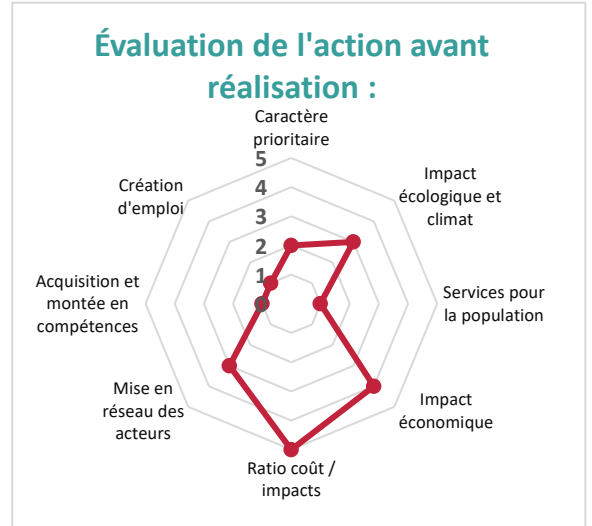 Évaluation de l'action avant
réalisation :
Caractère
prioritaire
5
4
3
2
1
0
Impact
écologique et
climat
Services pour
la population
Impact
économique
Ratio coût /
impacts
Mise en
réseau des
acteurs
Acquisition et
montée en
compétences
Création
d'emploi